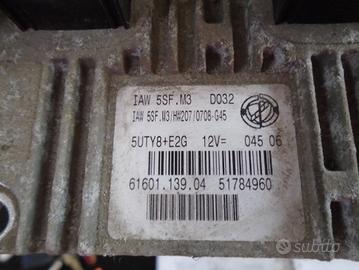 IAW 5SF.M3 D032
IAW 5SF.M3/HW207/0708-G45
5UTY8+E2G 12V= 045 06
61601.139.04 51784960
subito